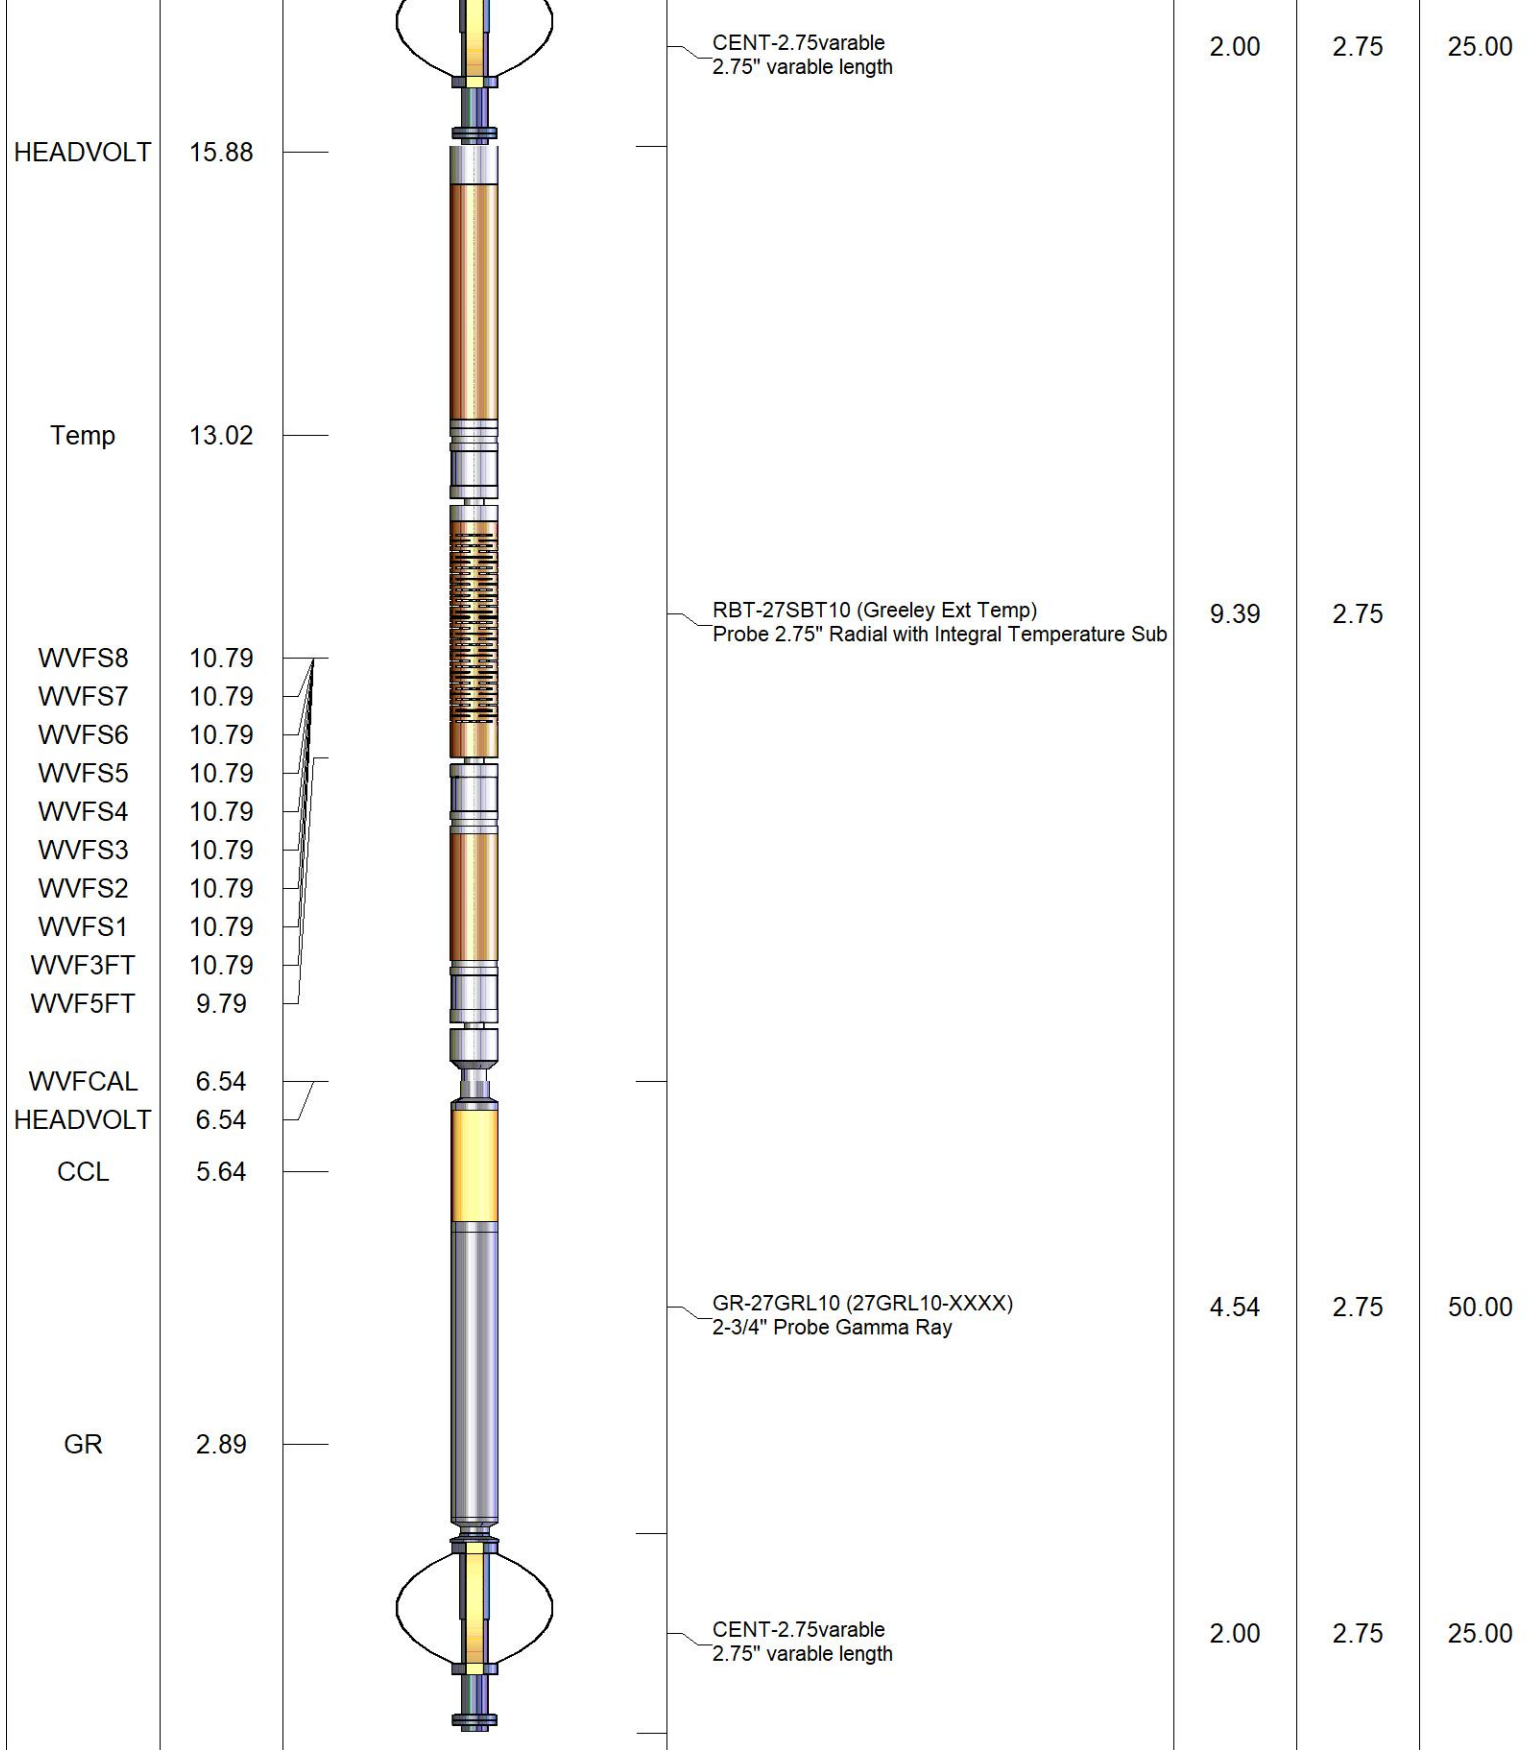 CENT-2.75varable
2.75" varable length
2.00 2.75 25.00
HEADVOLT 15.88
Temp 13.02
RBT-27SBT10 (Greeley Ext Temp)
Probe 2.75" Radial with Integral Temperature Sub
9.39 2.75
WVFS8 10.79
WVFS7 10.79
WVFS6 10.79
WVFS5 10.79
WVFS4 10.79
WVFS3 10.79
WVFS2 10.79
WVFS1 10.79
WVF3FT 10.79
WVF5FT 9.79
WVFCAL 6.54
HEADVOLT 6.54
CCL 5.64
GR-27GRL10 (27GRL10-XXXX)
2-3/4" Probe Gamma Ray
4.54 2.75 50.00
GR 2.89
CENT-2.75varable
2.75" varable length
2.00 2.75 25.00